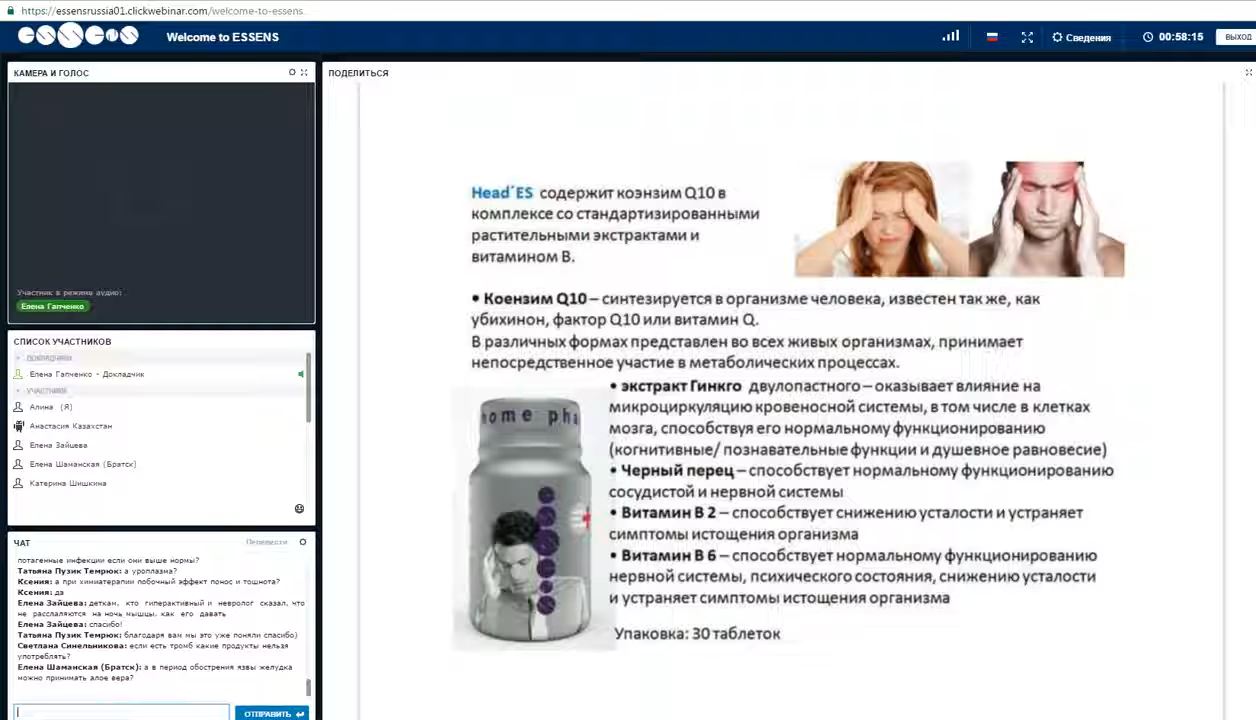 https://essensrussia01.clickwebinar.com/welcome-to-essens
essens
Welcome to ESSENS
Сведения
00:58:15
ВЫХОД
КАМЕРА И ГОЛОС
Участник в режиме аудио:
Елена Гапченко
СПИСОК УЧАСТНИКОВ
ДОКЛАДЧИКИ
Елена Гапченко - Докладчик
УЧАСТНИКИ
Алина (Я)
Анастасия Казахстан
Елена Зайцева
Елена Шаманская (Братск)
Катерина Шишкина
ЧАТ
Перевести
потагенные инфекции если они выше нормы?
Татьяна Пузик Темрюк: а уроплазма?
Ксения: а при химиатерапии побочный эффект понос и тошнота?
Ксения: да
Елена Зайцева: деткам, кто гиперактивный и невролог сказал, что
не расслаляются на ночь мышцы, как его давать
Елена Зайцева: спасибо!
Татьяна Пузик Темрюк: благодаря вам мы это уже поняли спасибо)
Светлана Синельникова: если есть тромб какие продукты нельзя
употреблять?
Елена Шаманская (Братск): а в период обострения язвы желудка
можно принимать алое вера?
ОТПРАВИТЬ
ПОДЕЛИТЬСЯ
Head´ES содержит коэнзим Q10 в
комплексе со стандартизированными
растительными экстрактами и
витамином B.
• Коензим Q10 – синтезируется в организме человека, известен так же, как
убихинон, фактор Q10 или витамин Q.
В различных формах представлен во всех живых организмах, принимает
непосредственное участие в метаболических процессах.
• экстракт Гинкго двулопастного – оказывает влияние на
микроциркуляцию кровеносной системы, в том числе в клетках
мозга, способствуя его нормальному функционированию
(когнитивные/ познавательные функции и душевное равновесие)
• Черный перец – способствует нормальному функционированию
сосудистой и нервной системы
• Витамин В 2 – способствует снижению усталости и устраняет
симптомы истощения организма
• Витамин В 6 – способствует нормальному функционированию
нервной системы, психического состояния, снижению усталости
и устраняет симптомы истощения организма
Упаковка: 30 таблеток
home pha